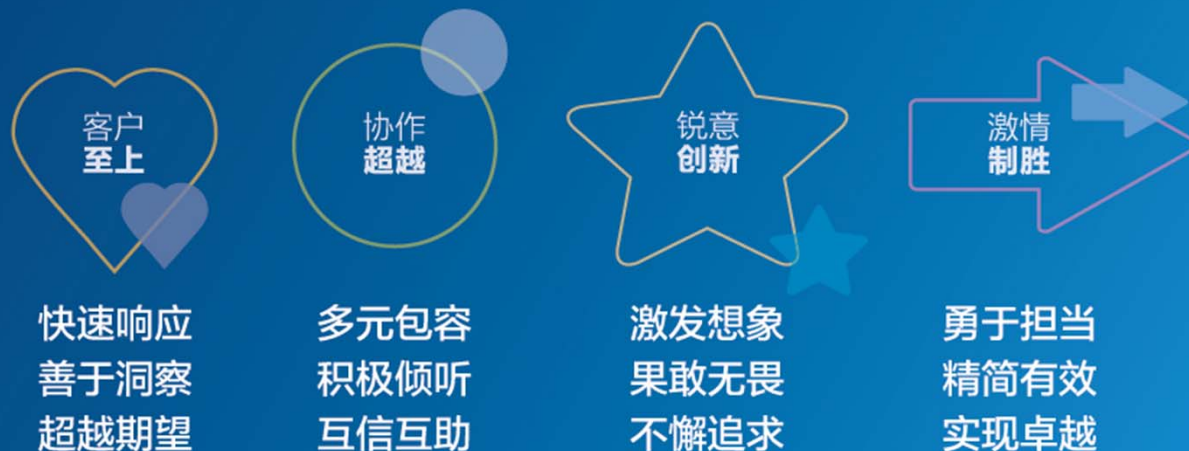 客户
至上
快速响应
善于洞察
超越期望
协作
超越
多元包容
积极倾听
互信互助
锐意
创新
激发想象
果敢无畏
不懈追求
激情
制胜
勇于担当
精简有效
实现卓越